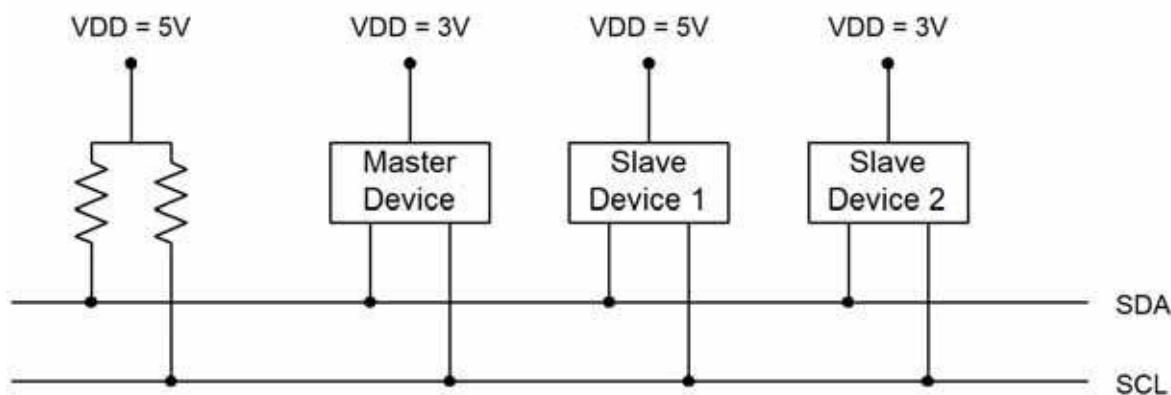 VDD = 5V
VDD = 3V
VDD = 5V
VDD = 3V
Master
Device
Slave
Device 1
Slave
Device 2
SDA
SCL